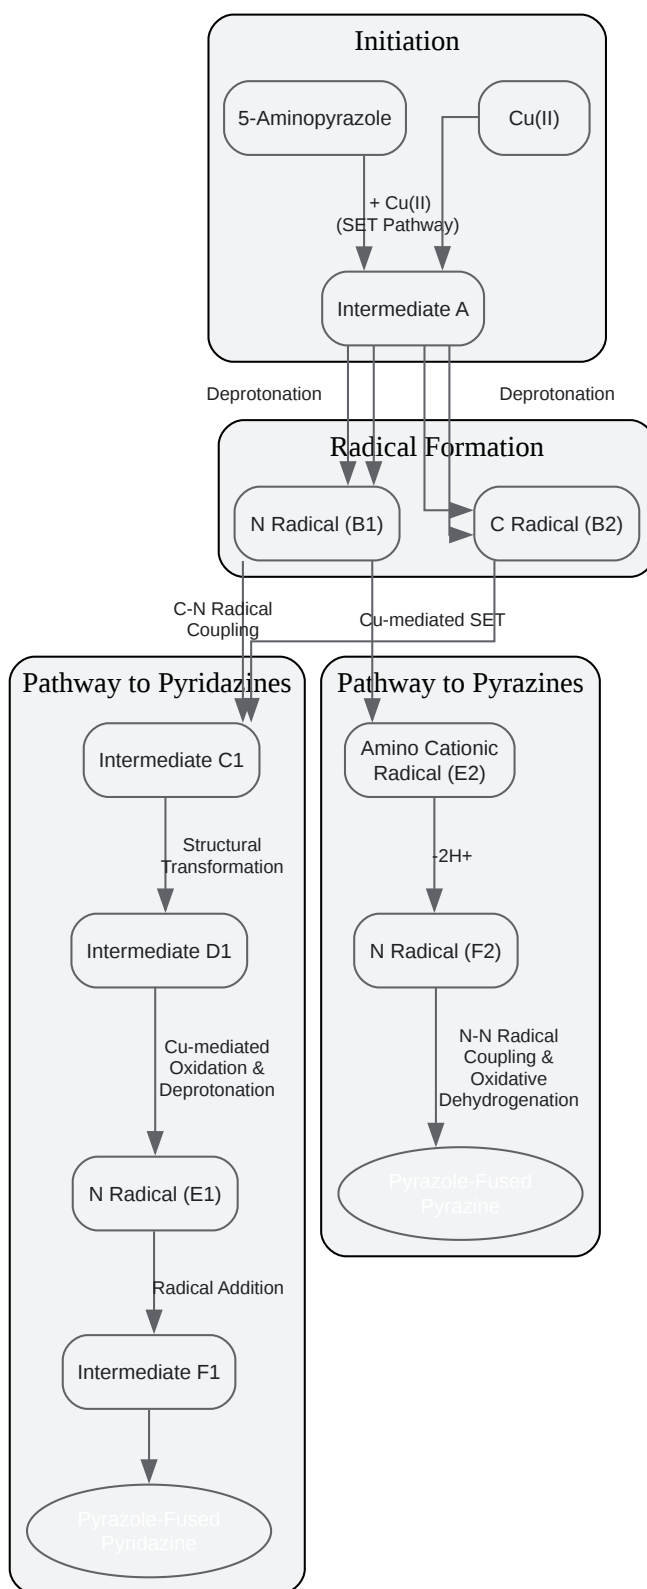 Initiation
5-Aminopyrazole
Cu(II)
+ Cu(II)
(SET Pathway)
Intermediate A
Deprotonation
Deprotonation
Radical Formation
N Radical (B1)
C Radical (B2)
C-N Radical
Coupling
Cu-mediated SET
Pathway to Pyridazines
Intermediate C1
Structural
Transformation
Intermediate D1
Cu-mediated
Oxidation &
Deprotonation
N Radical (E1)
Radical Addition
Intermediate F1
Pyrazole-Fused
Pyridazine
Pathway to Pyrazines
Amino Cationic
Radical (E2)
-2H+
N Radical (F2)
N-N Radical
Coupling &
Oxidative
Dehydrogenation
Pyrazole-Fused
Pyrazine